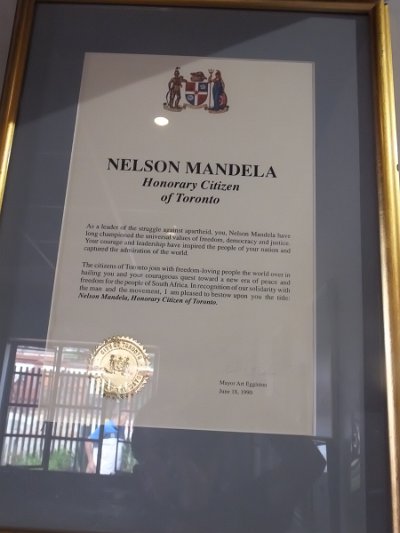 NELSON MANDELA
Honorary Citizen
of Toronto
As a leader of the struggle against apartheid, you, Nelson Mandela have
long championed the universal values of freedom, democracy and justice.
Your courage and leadership have inspired the people of your nation and
captured the admiration of the world.
The citizens of Toronto join with freedom-loving people the world over in
hailing you and your courageous quest toward a new era of peace and
freedom for the people of South Africa. In recognition of our solidarity with
the man and the movement, I am pleased to bestow upon you the title:
Nelson Mandela, Honorary Citizen of Toronto.
Mayor Art Eggleton
June 18, 1990